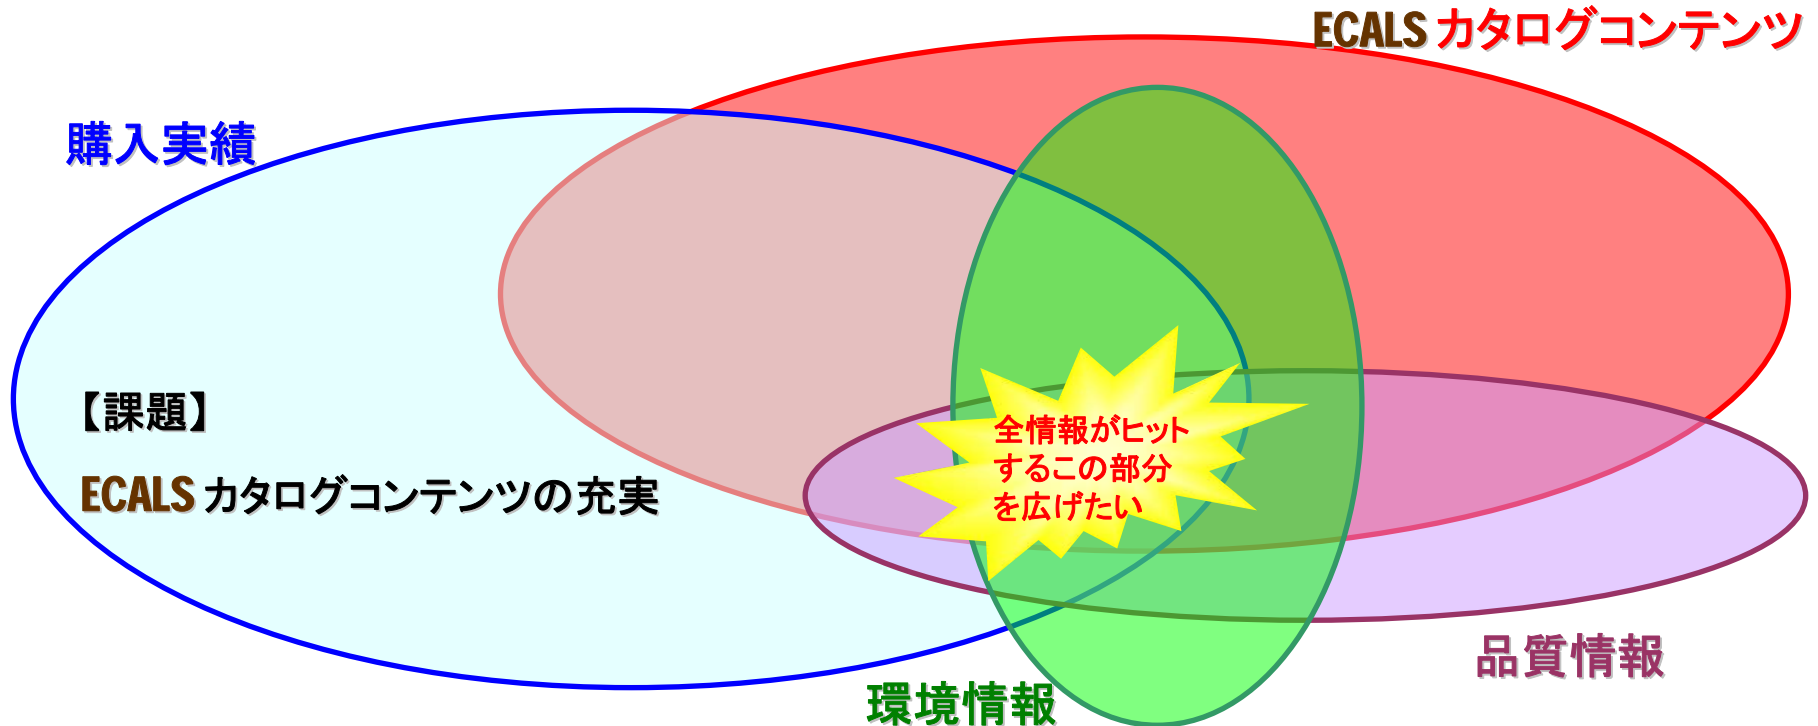 ECALS カタログコンテンツ
購入実績
【課題】
ECALS カタログコンテンツの充実
全情報がヒット
するこの部分
を広げたい
品質情報
環境情報